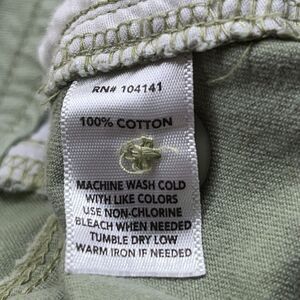 RN# 104141
100% COTTON
MACHINE WASH COLD
WITH LIKE COLORS
USE NON-CHLORINE
BLEACH WHEN NEEDED
TUMBLE DRY LOW
WARM IRON IF NEEDED